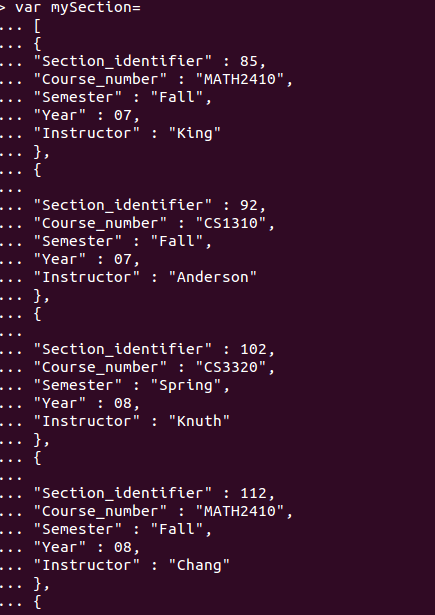 > var mySection=
... [
... {
... "Section_identifier" : 85,
... "Course_number" : "MATH2410",
... "Semester" : "Fall",
... "Year" : 07,
... "Instructor" : "King"
... },
... {
...
... "Section_identifier" : 92,
... "Course_number" : "CS1310",
... "Semester" : "Fall",
... "Year" : 07,
... "Instructor" : "Anderson"
... },
... {
...
... "Section_identifier" : 102,
... "Course_number" : "CS3320",
... "Semester" : "Spring",
... "Year" : 08,
... "Instructor" : "Knuth"
... },
... {
...
... "Section_identifier" : 112,
... "Course_number" : "MATH2410",
... "Semester" : "Fall",
... "Year" : 08,
... "Instructor" : "Chang"
... },
... {